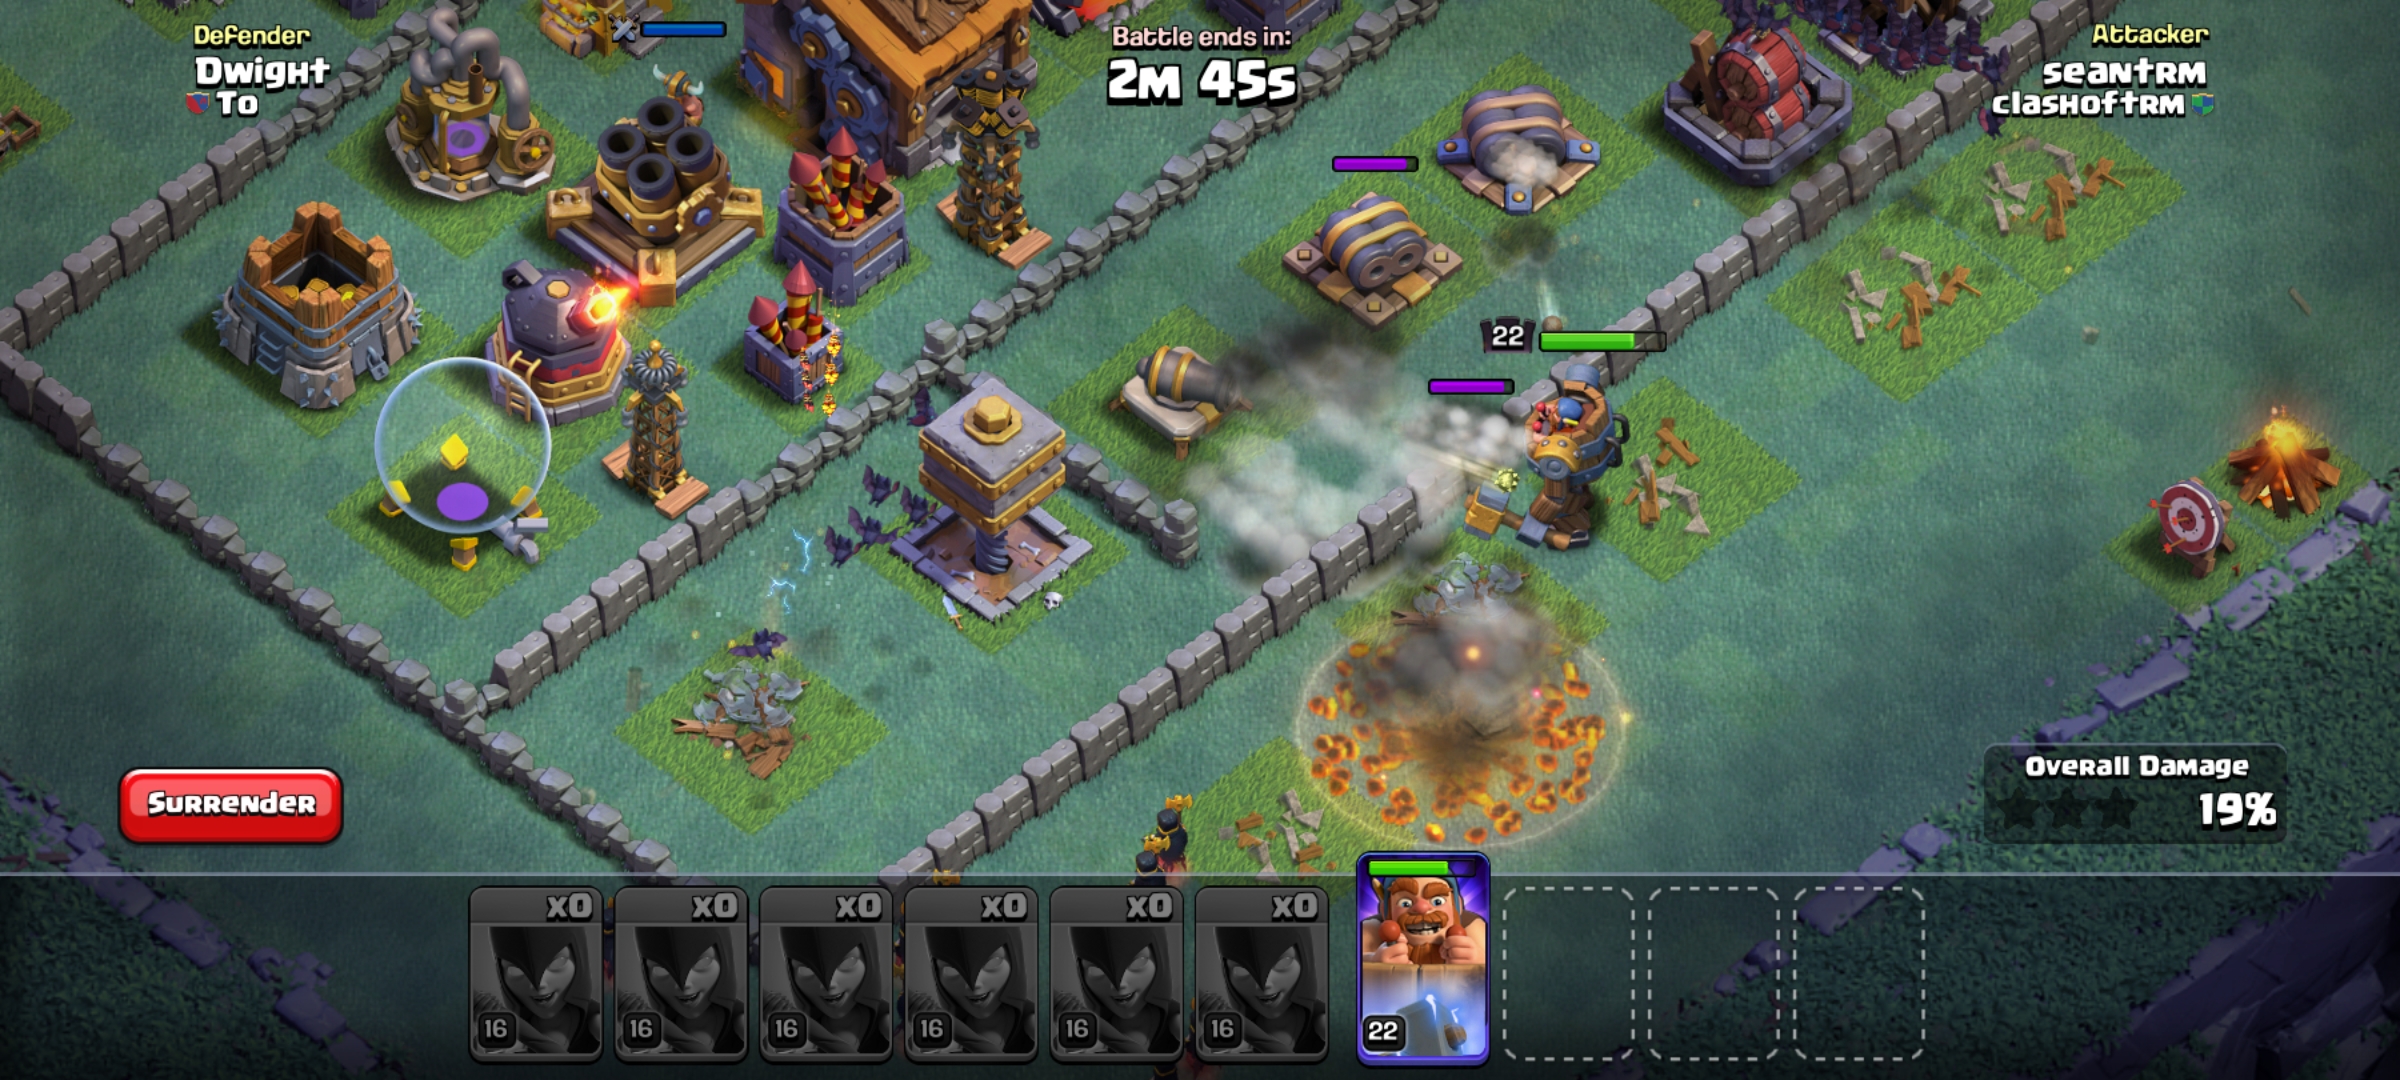 Defender
Dwight
To
Battle ends in:
2m 45s
Attacker
seantrm
clashoftrm
22
Surrender
Overall Damage
19%
x0
x0
x0
x0
x0
x0
16
16
16
16
16
16
22